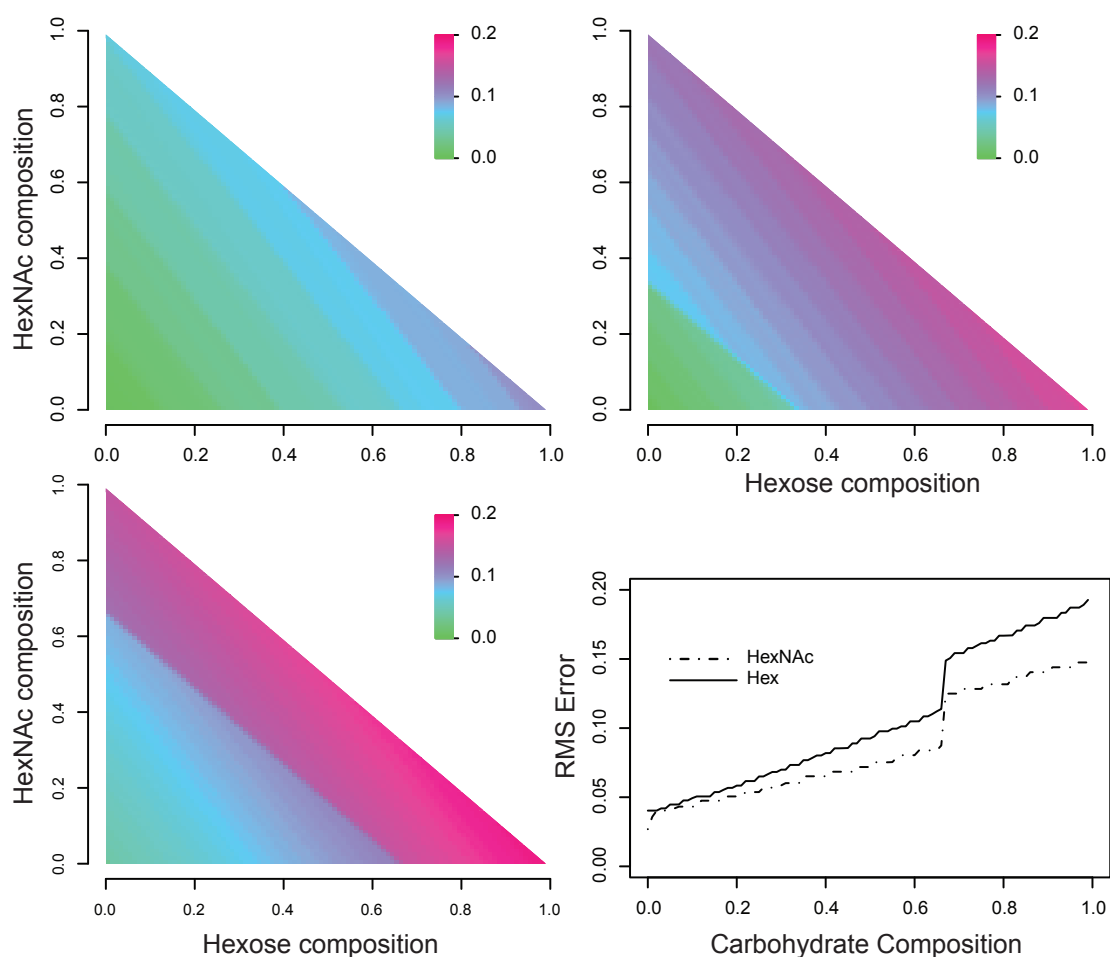 1.0
0.8
0.6
0.4
0.2
0.0
HexNAc composition
0.2
0.1
0.0
0.0 0.2 0.4 0.6 0.8 1.0
1.0
0.8
0.6
0.4
0.2
0.0
0.2
0.1
0.0
0.0 0.2 0.4 0.6 0.8 1.0
Hexose composition
1.0
0.8
0.6
0.4
0.2
0.0
HexNAc composition
0.2
0.1
0.0
0.0 0.2 0.4 0.6 0.8 1.0
Hexose composition
0.20
0.15
0.10
0.05
0.00
RMS Error
HexNAc
Hex
0.0 0.2 0.4 0.6 0.8 1.0
Carbohydrate Composition